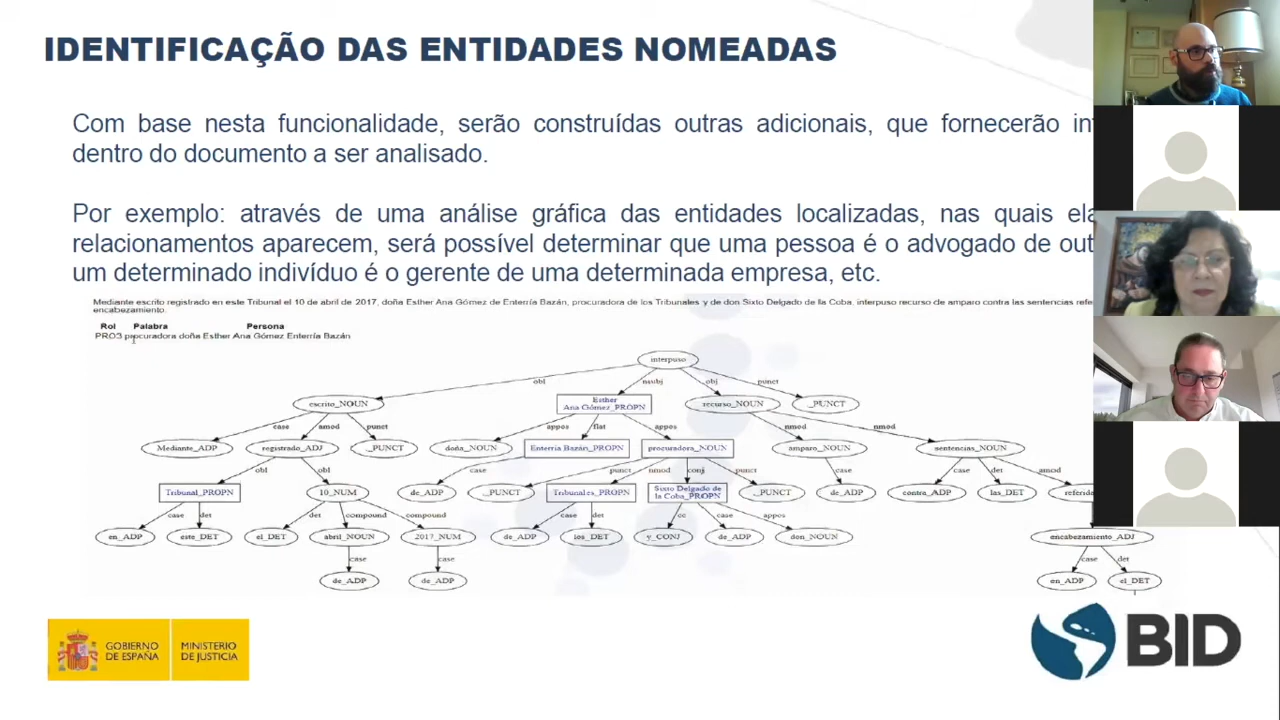 IDENTIFICAÇÃO DAS ENTIDADES NOMEADAS
Com base nesta funcionalidade, serão construídas outras adicionais, que fornecerão
dentro do documento a ser analisado.
Por exemplo: através de uma análise gráfica das entidades localizadas, nas quais
relacionamentos aparecem, será possível determinar que uma pessoa é o advogado de
um determinado indivíduo é o gerente de uma determinada empresa, etc.
Mediante escrito registrado en este Tribunal el 10 de abril de 2017, doña Esther Ana Gómez de Enterría Bazán, procuradora de los Tribunales y de don Sixto Delgado de la Coba, interpuso recurso de amparo contra las sentencias
encabezamiento.
Rol Palabra Persona
PRO3 procuradora doña Esther Ana Gómez Enterría Bazán
interpuso
obl nsubj obj punct
escrito_NOUN Esther recurso_NOUN ._PUNCT
Ana Gómez_PROPN
case amod punct appos flat appos nmod nmod
Mediante_ADP registrado_ADJ ,_PUNCT doña_NOUN Enterría Bazán_PROPN procuradora_NOUN amparo_NOUN sentencias_NOUN
obl obl case punct nmod conj punct case case det amod
Tribunal_PROPN 10_NUM de_ADP ,_PUNCT Tribunales_PROPN Sixto Delgado de ,_PUNCT de_ADP contra_ADP las_DET
la Coba_PROPN
case det det compound compound case det cc case appos
en_ADP este_DET el_DET abril_NOUN 2017_NUM de_ADP los_DET y_CONJ de_ADP don_NOUN encabezamiento_ADJ
case case case det
de_ADP de_ADP en_ADP el_DET
GOBIERNO MINISTERIO
DE ESPAÑA DE JUSTICIA
BID